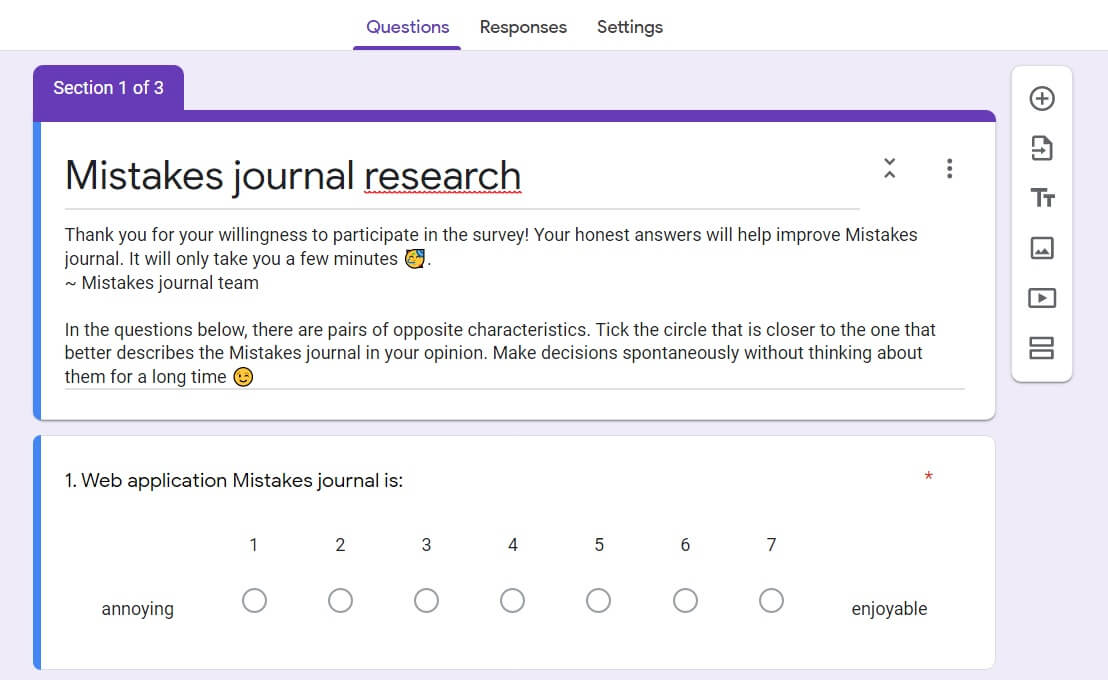 Questions Responses Settings
Section 1 of 3
Mistakes journal research
Thank you for your willingness to participate in the survey! Your honest answers will help improve Mistakes
journal. It will only take you a few minutes 🥳.
~ Mistakes journal team
In the questions below, there are pairs of opposite characteristics. Tick the circle that is closer to the one that
better describes the Mistakes journal in your opinion. Make decisions spontaneously without thinking about
them for a long time 😉
1. Web application Mistakes journal is: *
1 2 3 4 5 6 7
annoying enjoyable